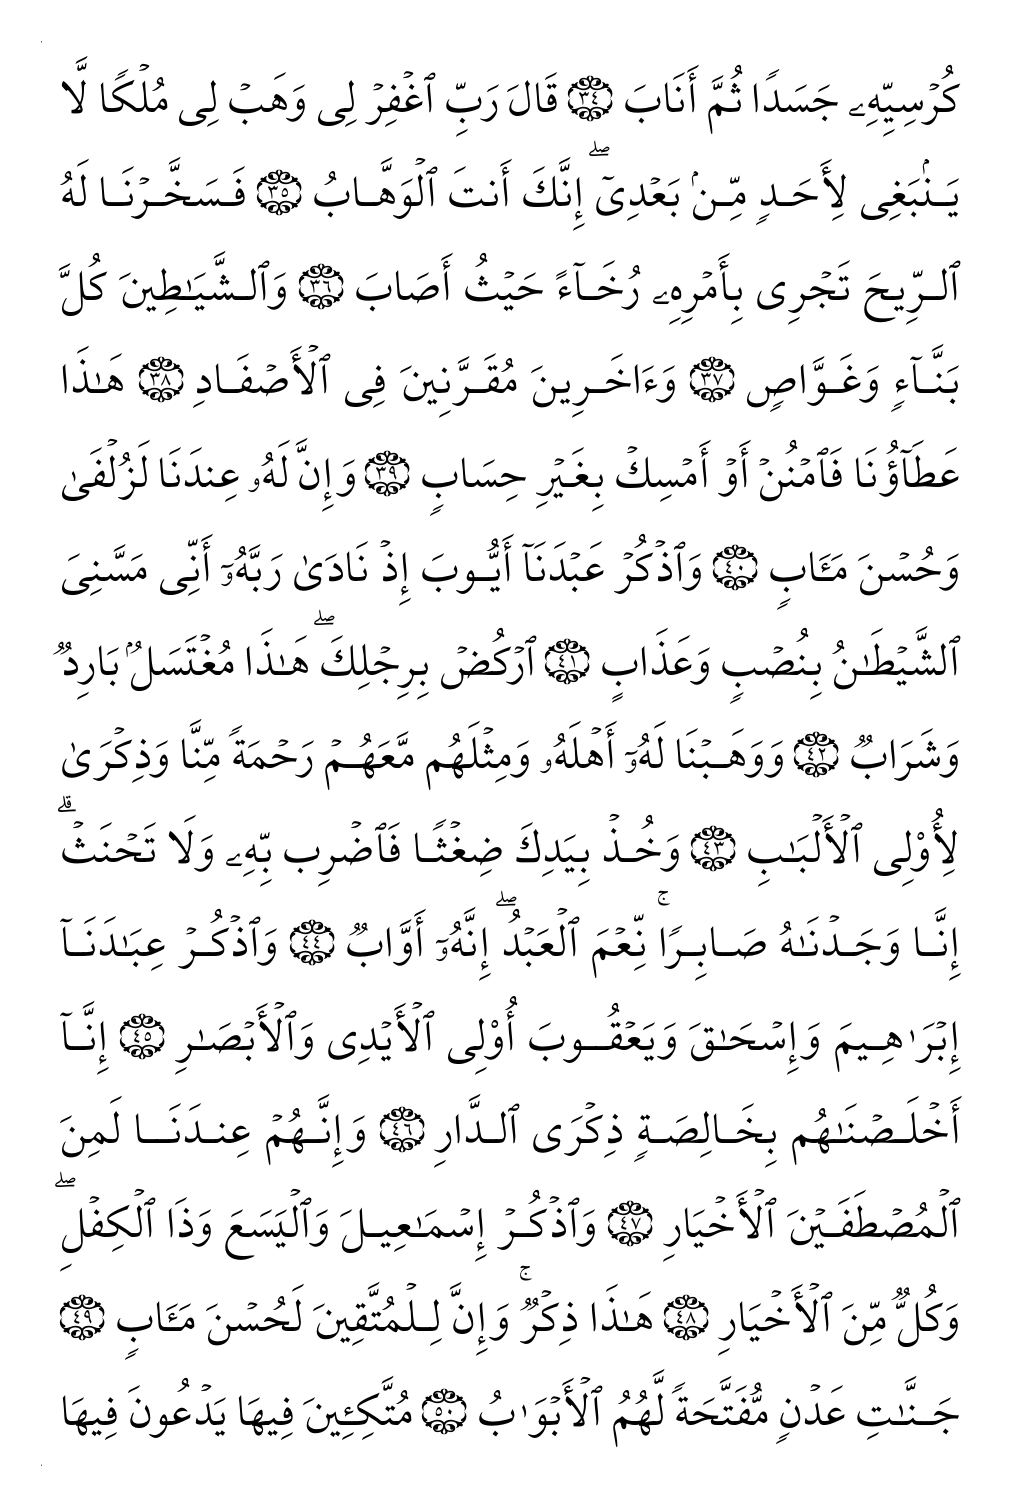 كُرْسِيِّهِۦ جَسَدًا ثُمَّ أَنَابَ ۝٣٤ قَالَ رَبِّ ٱغْفِرْ لِى وَهَبْ لِى مُلْكًا لَّا
يَنۢبَغِى لِأَحَدٍ مِّنۢ بَعْدِىٓ ۖ إِنَّكَ أَنتَ ٱلْوَهَّابُ ۝٣٥ فَسَخَّرْنَا لَهُ
ٱلرِّيحَ تَجْرِى بِأَمْرِهِۦ رُخَآءً حَيْثُ أَصَابَ ۝٣٦ وَٱلشَّيَـٰطِينَ كُلَّ
بَنَّآءٍ وَغَوَّاصٍ ۝٣٧ وَءَاخَرِينَ مُقَرَّنِينَ فِى ٱلْأَصْفَادِ ۝٣٨ هَـٰذَا
عَطَآؤُنَا فَٱمْنُنْ أَوْ أَمْسِكْ بِغَيْرِ حِسَابٍ ۝٣٩ وَإِنَّ لَهُۥ عِندَنَا لَزُلْفَىٰ
وَحُسْنَ مَـَٔابٍ ۝٤٠ وَٱذْكُرْ عَبْدَنَآ أَيُّوبَ إِذْ نَادَىٰ رَبَّهُۥٓ أَنِّى مَسَّنِىَ
ٱلشَّيْطَـٰنُ بِنُصْبٍ وَعَذَابٍ ۝٤١ ٱرْكُضْ بِرِجْلِكَ ۖ هَـٰذَا مُغْتَسَلٌۢ بَارِدٌ
وَشَرَابٌ ۝٤٢ وَوَهَبْنَا لَهُۥٓ أَهْلَهُۥ وَمِثْلَهُم مَّعَهُمْ رَحْمَةً مِّنَّا وَذِكْرَىٰ
لِأُو۟لِى ٱلْأَلْبَـٰبِ ۝٤٣ وَخُذْ بِيَدِكَ ضِغْثًا فَٱضْرِب بِّهِۦ وَلَا تَحْنَثْ ۗ
إِنَّا وَجَدْنَـٰهُ صَابِرًا ۚ نِّعْمَ ٱلْعَبْدُ ۖ إِنَّهُۥٓ أَوَّابٌ ۝٤٤ وَٱذْكُرْ عِبَـٰدَنَآ
إِبْرَٰهِيمَ وَإِسْحَـٰقَ وَيَعْقُوبَ أُو۟لِى ٱلْأَيْدِى وَٱلْأَبْصَـٰرِ ۝٤٥ إِنَّآ
أَخْلَصْنَـٰهُم بِخَالِصَةٍ ذِكْرَى ٱلدَّارِ ۝٤٦ وَإِنَّهُمْ عِندَنَا لَمِنَ
ٱلْمُصْطَفَيْنَ ٱلْأَخْيَارِ ۝٤٧ وَٱذْكُرْ إِسْمَـٰعِيلَ وَٱلْيَسَعَ وَذَا ٱلْكِفْلِ ۖ
وَكُلٌّ مِّنَ ٱلْأَخْيَارِ ۝٤٨ هَـٰذَا ذِكْرٌ ۚ وَإِنَّ لِلْمُتَّقِينَ لَحُسْنَ مَـَٔابٍ ۝٤٩
جَنَّـٰتِ عَدْنٍ مُّفَتَّحَةً لَّهُمُ ٱلْأَبْوَٰبُ ۝٥٠ مُتَّكِـِٔينَ فِيهَا يَدْعُونَ فِيهَا